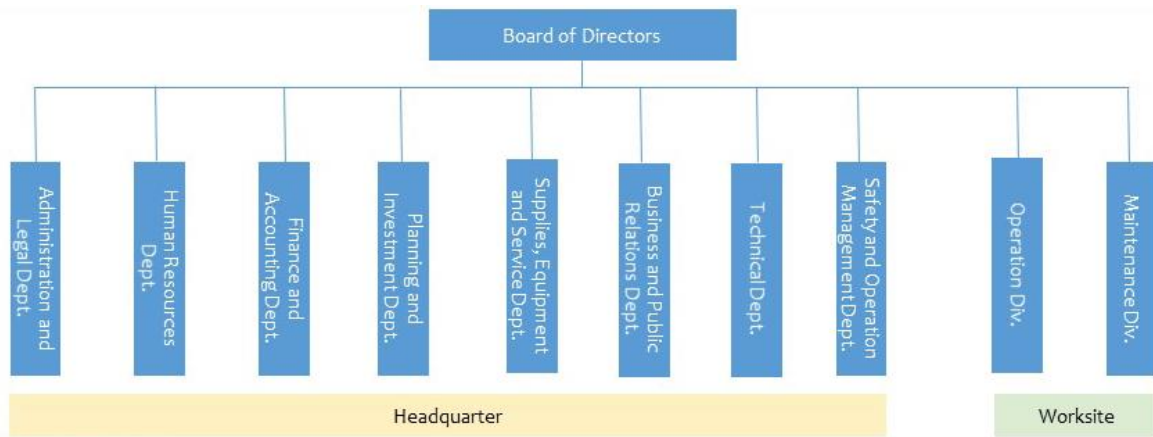 Board of Directors
Administration and
Legal Dept.
Human Resources
Dept.
Finance and
Accounting Dept.
Planning and
Investment Dept.
Supplies, Equipment
and Service Dept.
Business and Public
Relations Dept.
Technical Dept.
Safety and Operation
Management Dept.
Operation Div.
Maintenance Div.
Headquarter
Worksite